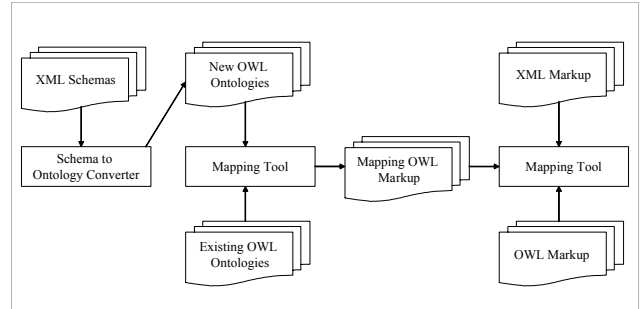 XML Schemas
New OWL
Ontologies
XML Markup
Schema to
Ontology Converter
Mapping Tool
Mapping OWL
Markup
Mapping Tool
Existing OWL
Ontologies
OWL Markup